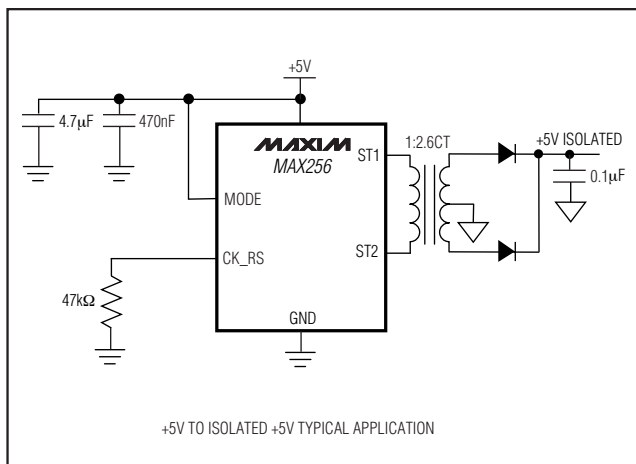 +5V
4.7µF
470nF
MAXIM
MAX256
ST1
1:2.6CT
+5V ISOLATED
0.1µF
MODE
ST2
CK_RS
47kΩ
GND
+5V TO ISOLATED +5V TYPICAL APPLICATION